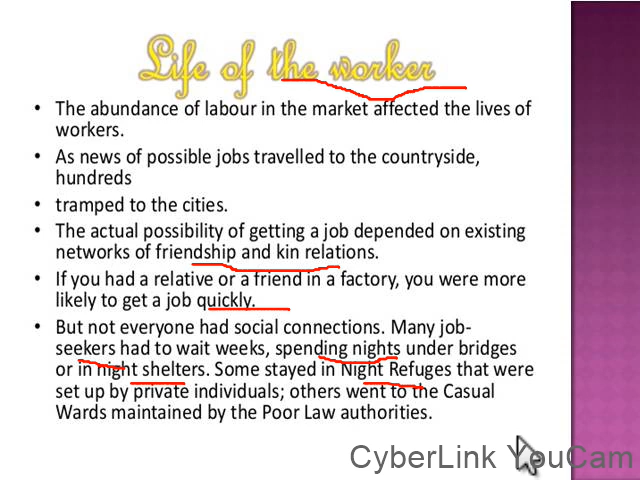 Life of the worker
• The abundance of labour in the market affected the lives of
workers.
• As news of possible jobs travelled to the countryside,
hundreds
• tramped to the cities.
• The actual possibility of getting a job depended on existing
networks of friendship and kin relations.
• If you had a relative or a friend in a factory, you were more
likely to get a job quickly.
• But not everyone had social connections. Many job-
seekers had to wait weeks, spending nights under bridges
or in night shelters. Some stayed in Night Refuges that were
set up by private individuals; others went to the Casual
Wards maintained by the Poor Law authorities.
CyberLink YouCam